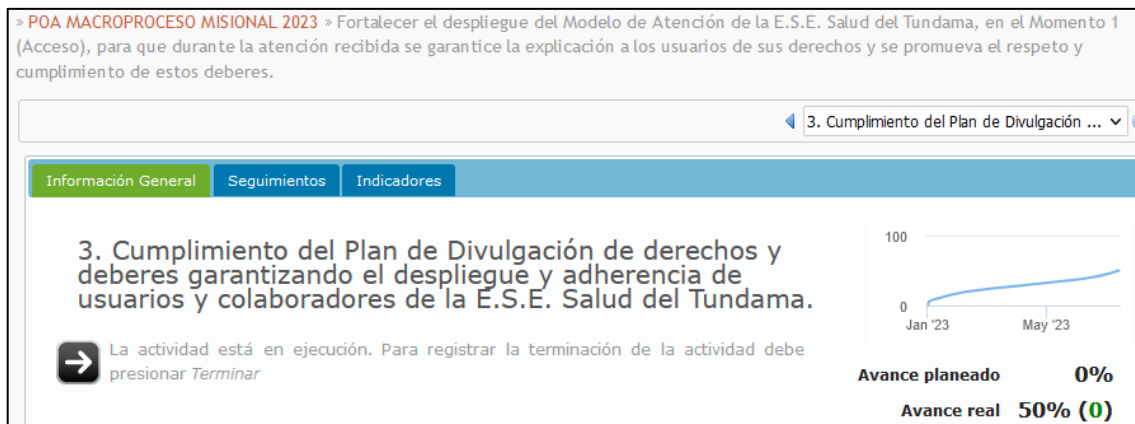 » POA MACROPROCESO MISIONAL 2023 » Fortalecer el despliegue del Modelo de Atención de la E.S.E. Salud del Tundama, en el Momento 1
(Acceso), para que durante la atención recibida se garantice la explicación a los usuarios de sus derechos y se promueva el respeto y
cumplimiento de estos deberes.
3. Cumplimiento del Plan de Divulgación ...
Información General Seguimientos Indicadores
3. Cumplimiento del Plan de Divulgación de derechos y
deberes garantizando el despliegue y adherencia de
usuarios y colaboradores de la E.S.E. Salud del Tundama.
La actividad está en ejecución. Para registrar la terminación de la actividad debe
presionar Terminar
100
0
Jan '23 May '23
Avance planeado 0%
Avance real 50% (0)